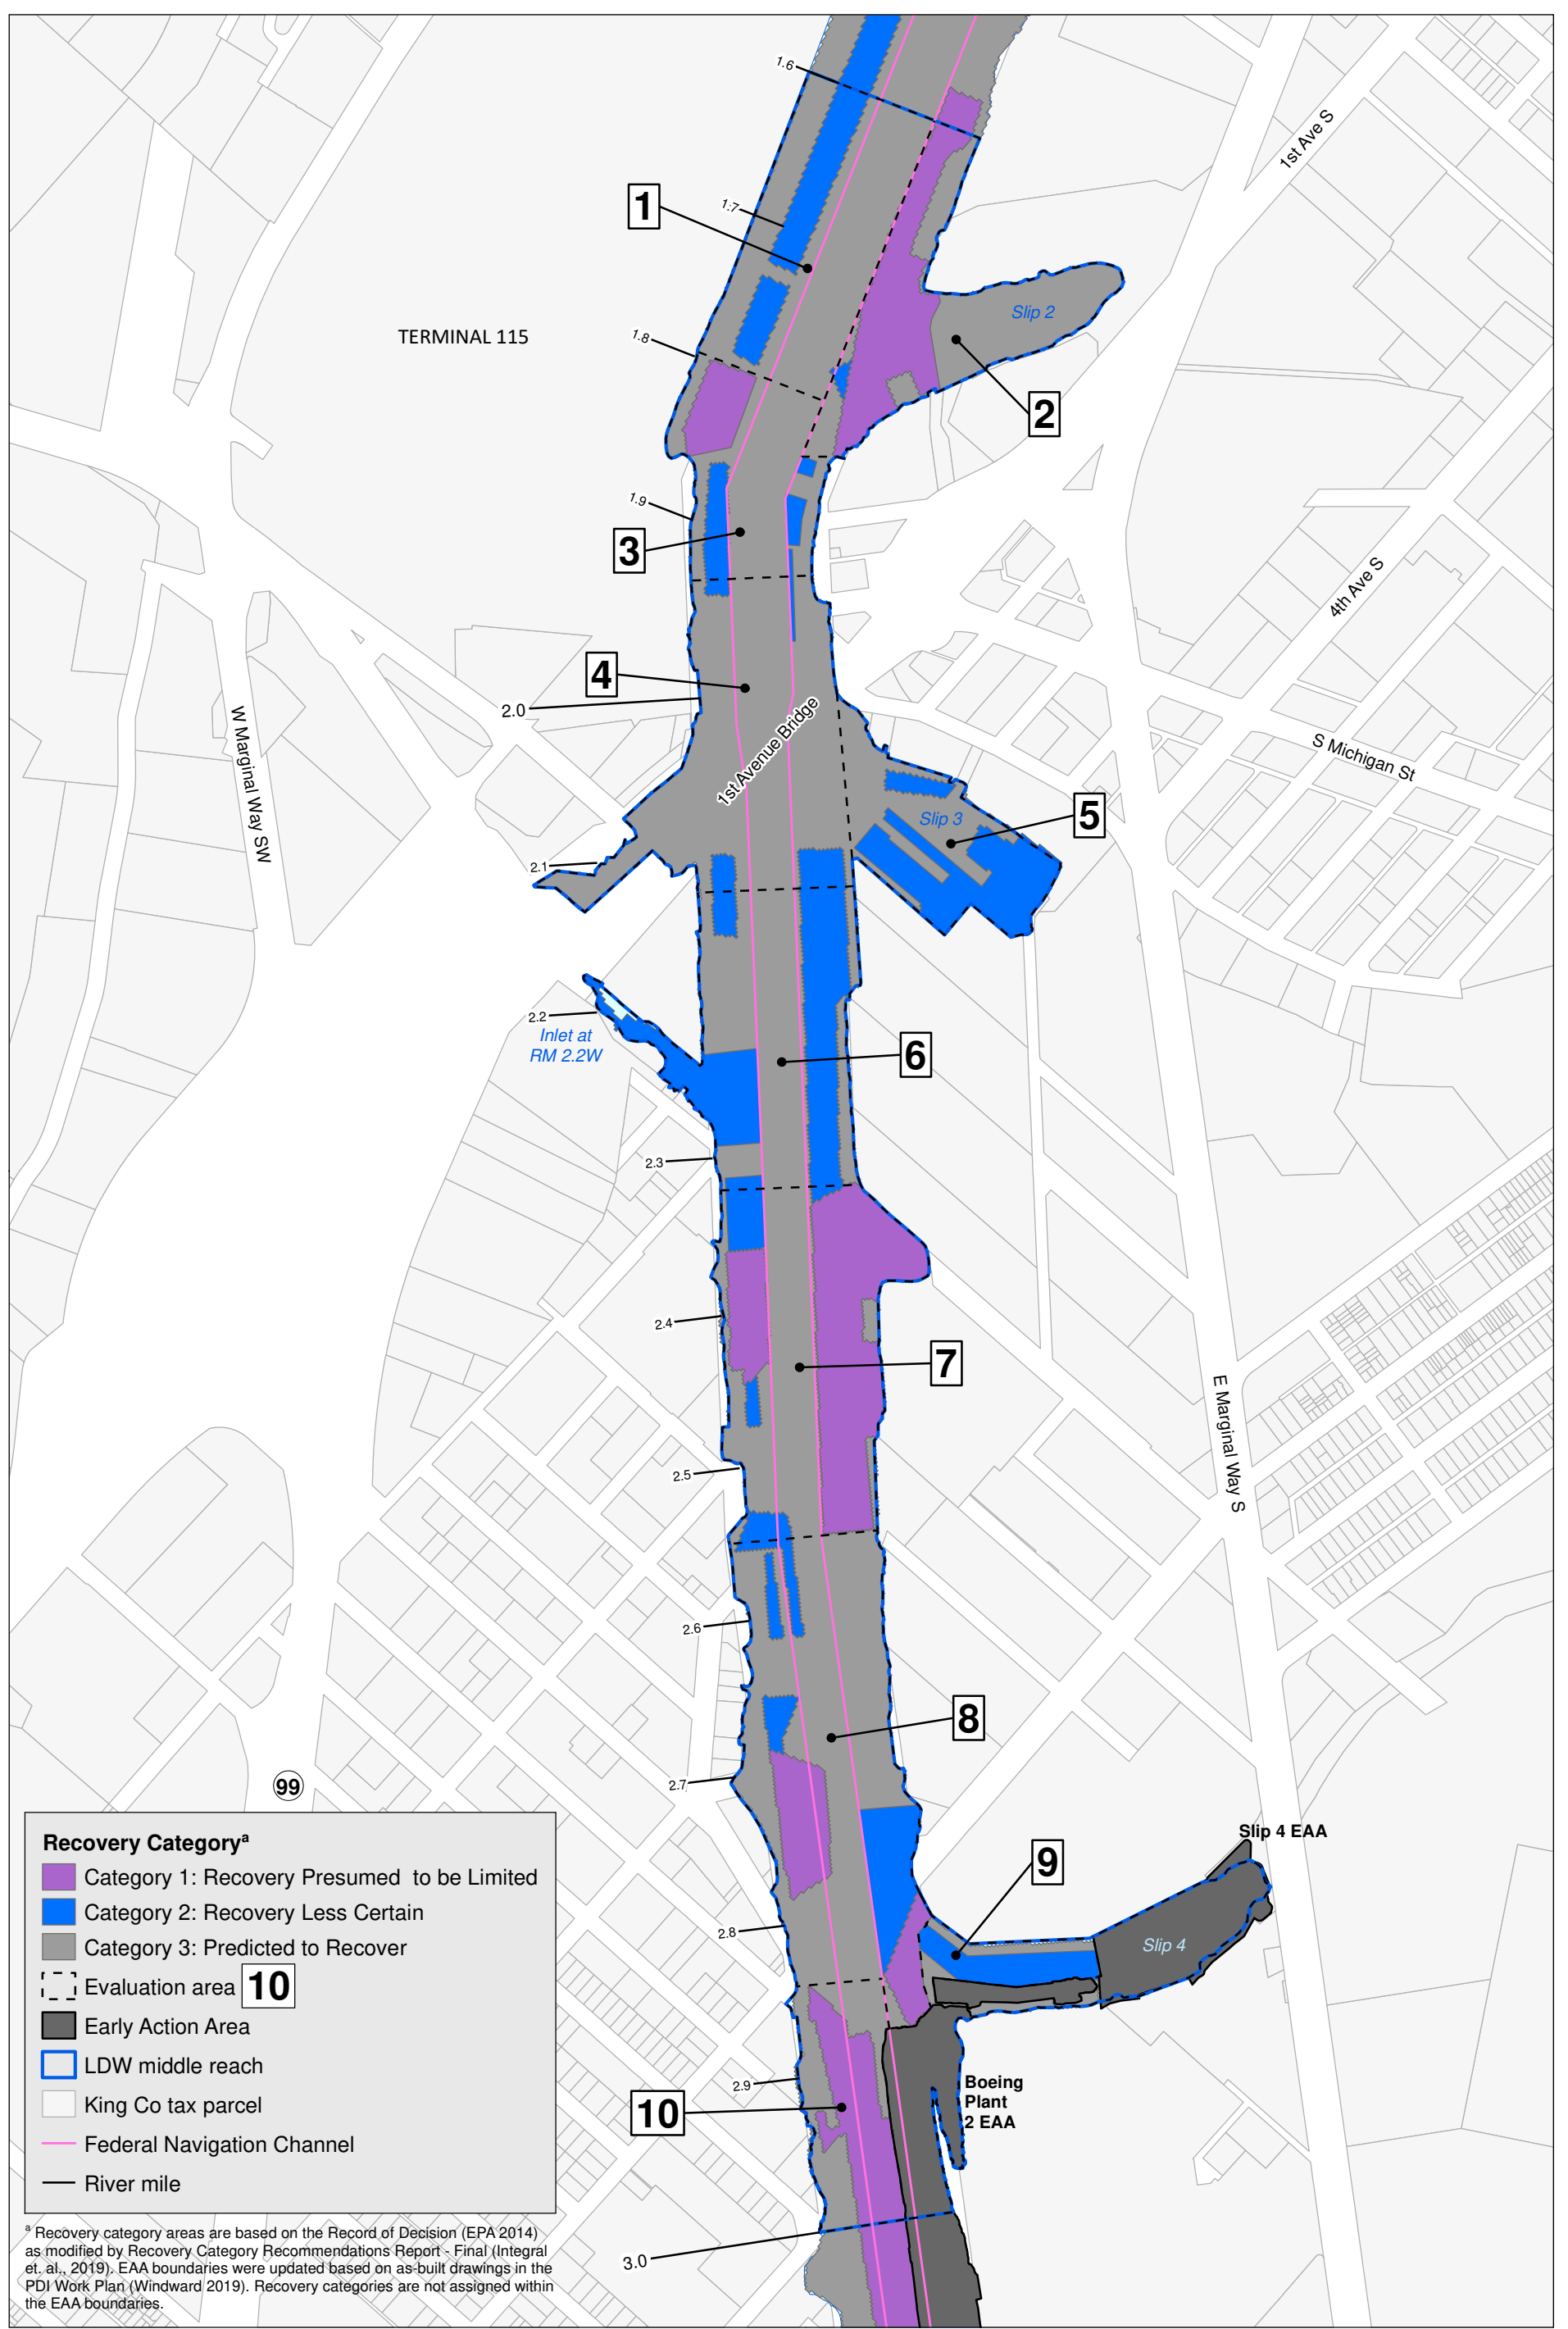 1.6
1st Ave S
1.7
1
Slip 2
TERMINAL 115
1.8
2
1.9
3
4th Ave S
4
2.0
1st Avenue Bridge
W Marginal Way SW
S Michigan St
Slip 3
5
2.1
2.2
Inlet at
RM 2.2W
6
2.3
2.4
7
E Marginal Way S
2.5
2.6
8
2.7
99
Slip 4 EAA
9
2.8
Slip 4
2.9
10
Boeing
Plant
2 EAA
3.0
Recovery Categoryᵃ
Category 1: Recovery Presumed to be Limited
Category 2: Recovery Less Certain
Category 3: Predicted to Recover
Evaluation area 10
Early Action Area
LDW middle reach
King Co tax parcel
Federal Navigation Channel
River mile
ᵃ Recovery category areas are based on the Record of Decision (EPA 2014)
as modified by Recovery Category Recommendations Report - Final (Integral
et. al., 2019). EAA boundaries were updated based on as-built drawings in the
PDI Work Plan (Windward 2019). Recovery categories are not assigned within
the EAA boundaries.